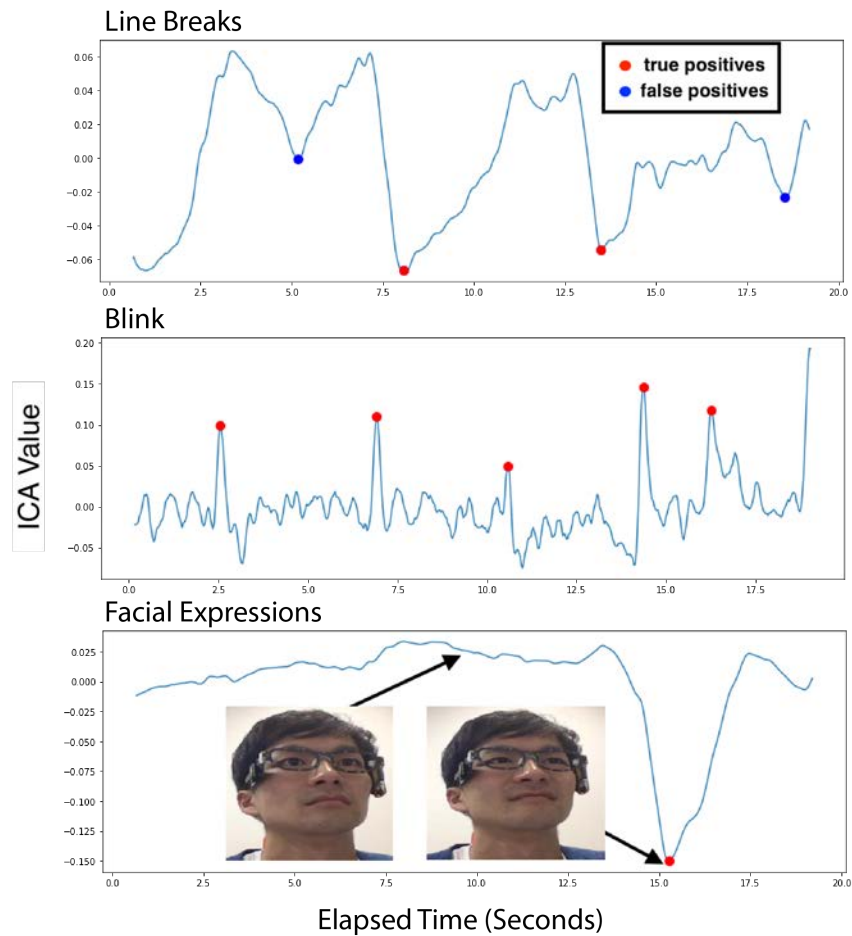 Line Breaks
0.06
0.04
0.02
0.00
−0.02
−0.04
−0.06
true positives
false positives
0.0 2.5 5.0 7.5 10.0 12.5 15.0 17.5 20.0
Blink
0.20
0.15
0.10
0.05
0.00
−0.05
0.0 2.5 5.0 7.5 10.0 12.5 15.0 17.5
ICA Value
Facial Expressions
0.025
0.000
−0.025
−0.050
−0.075
−0.100
−0.125
−0.150
0.0 2.5 5.0 7.5 10.0 12.5 15.0 17.5 20.0
Elapsed Time (Seconds)